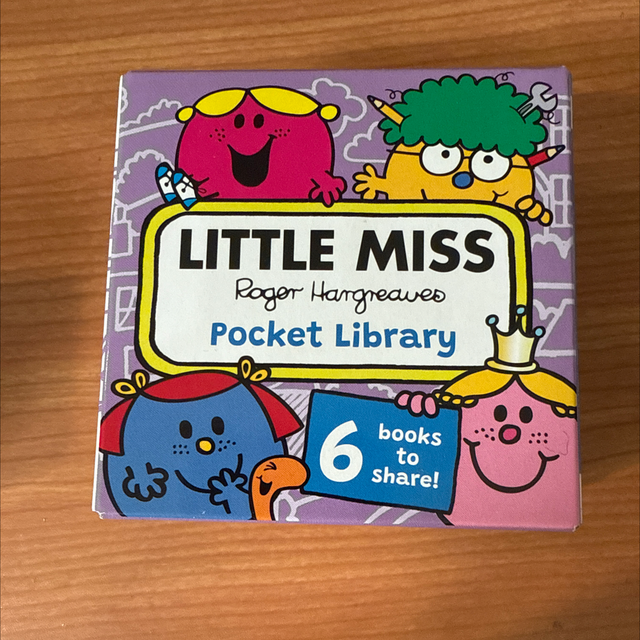 LITTLE MISS
Roger Hargreaves
Pocket Library
6
books
to
share!